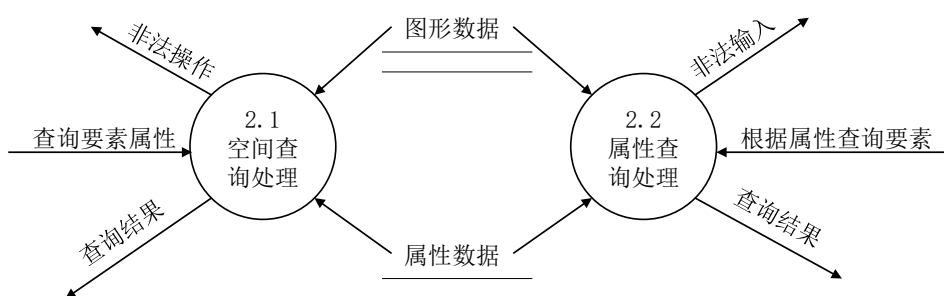 非法操作
图形数据
非法输入
2.1
空间查
询处理
2.2
属性查
询处理
查询要素属性
根据属性查询要素
查询结果
属性数据
查询结果